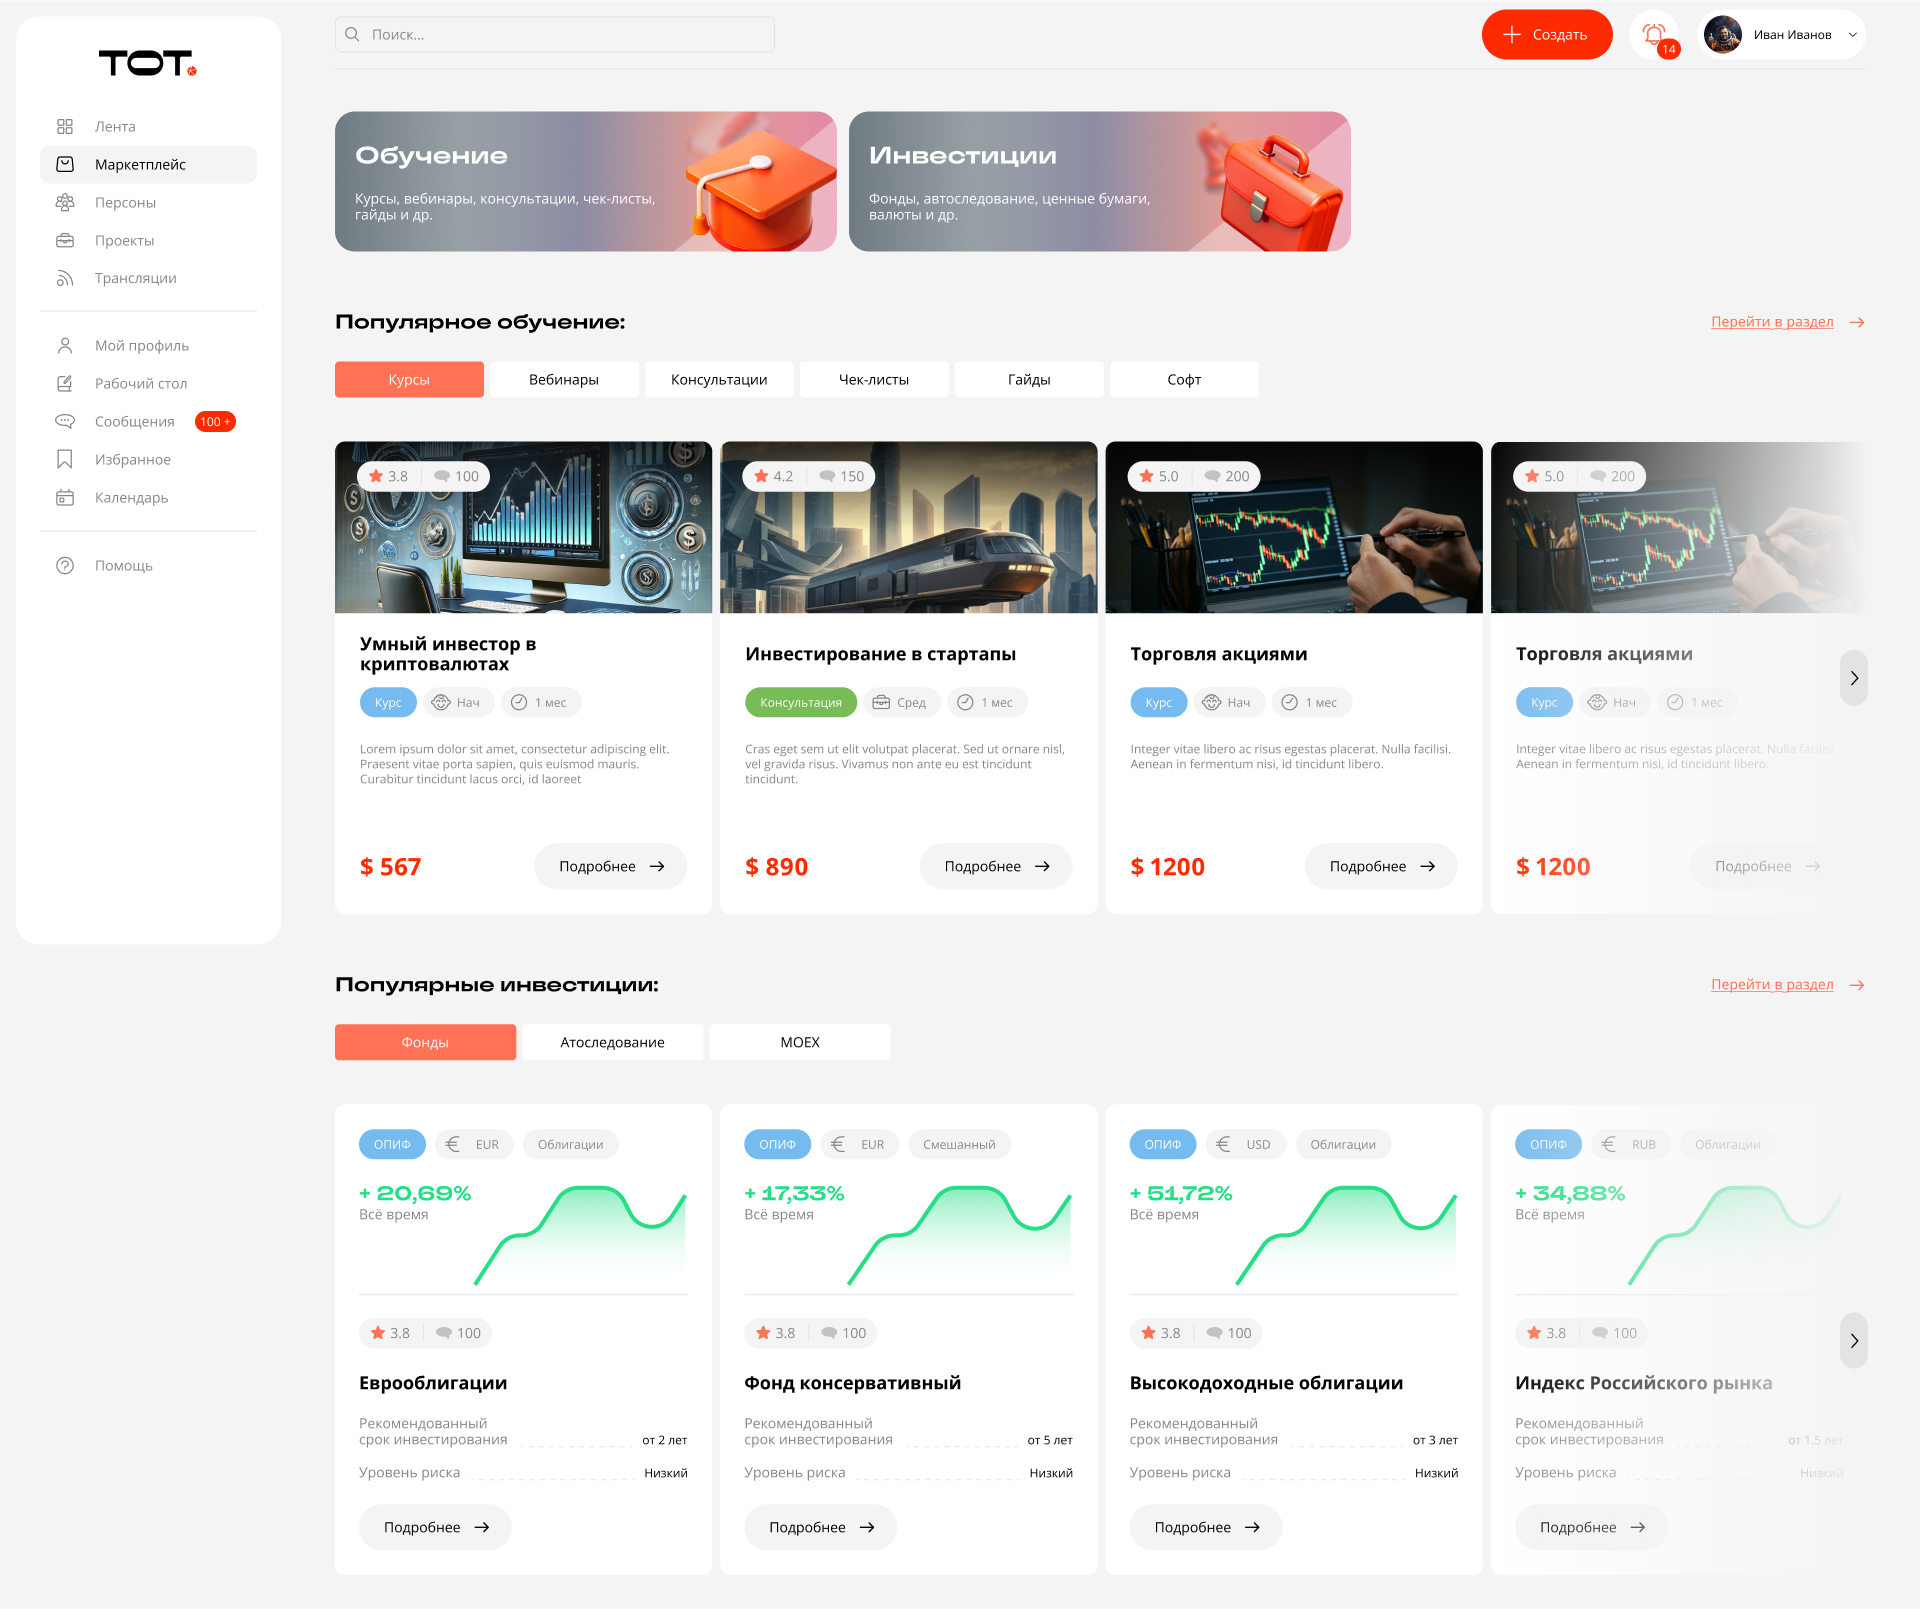 ТОТ.
Лента
Маркетплейс
Персоны
Проекты
Трансляции
Мой профиль
Рабочий стол
Сообщения 100 +
Избранное
Календарь
Помощь
Поиск...
Создать
14
Иван Иванов
Обучение
Курсы, вебинары, консультации, чек-листы,
гайды и др.
Инвестиции
Фонды, автоследование, ценные бумаги,
валюты и др.
Популярное обучение:
Перейти в раздел
Курсы
Вебинары
Консультации
Чек-листы
Гайды
Софт
3.8 100
Умный инвестор в
криптовалютах
Курс Нач 1 мес
Lorem ipsum dolor sit amet, consectetur adipiscing elit.
Praesent vitae porta sapien, quis euismod mauris.
Curabitur tincidunt lacus orci, id laoreet
$ 567
Подробнее
4.2 150
Инвестирование в стартапы
Консультация Сред 1 мес
Cras eget sem ut elit volutpat placerat. Sed ut ornare nisl,
vel gravida risus. Vivamus non ante eu est tincidunt
tincidunt.
$ 890
Подробнее
5.0 200
Торговля акциями
Курс Нач 1 мес
Integer vitae libero ac risus egestas placerat. Nulla facilisi.
Aenean in fermentum nisi, id tincidunt libero.
$ 1200
Подробнее
5.0 200
Торговля акциями
Курс Нач 1 мес
Integer vitae libero ac risus egestas placerat. Nulla facilisi.
Aenean in fermentum nisi, id tincidunt libero.
$ 1200
Подробнее
Популярные инвестиции:
Перейти в раздел
Фонды
Атоследование
MOEX
ОПИФ EUR Облигации
+ 20,69%
Всё время
3.8 100
Еврооблигации
Рекомендованный
срок инвестирования от 2 лет
Уровень риска Низкий
Подробнее
ОПИФ EUR Смешанный
+ 17,33%
Всё время
3.8 100
Фонд консервативный
Рекомендованный
срок инвестирования от 5 лет
Уровень риска Низкий
Подробнее
ОПИФ USD Облигации
+ 51,72%
Всё время
3.8 100
Высокодоходные облигации
Рекомендованный
срок инвестирования от 3 лет
Уровень риска Низкий
Подробнее
ОПИФ RUB Облигации
+ 34,88%
Всё время
3.8 100
Индекс Российского рынка
Рекомендованный
срок инвестирования от 1.5 лет
Уровень риска Низкий
Подробнее